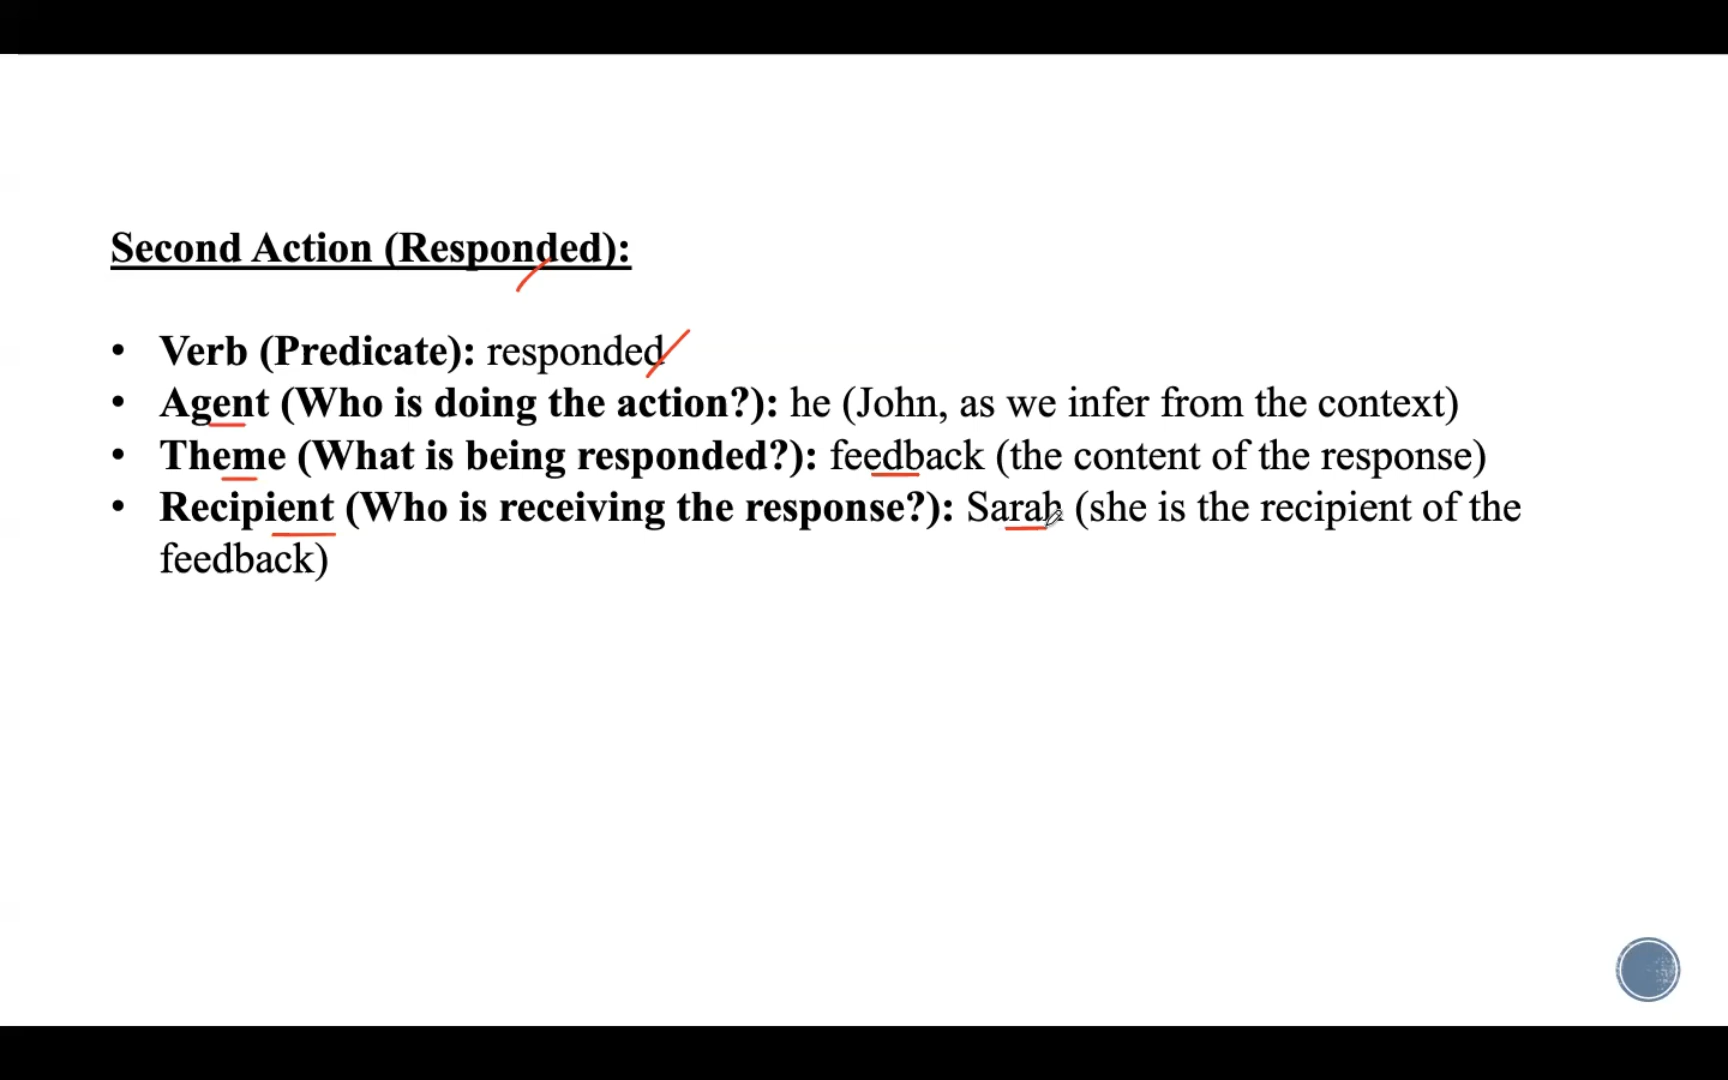 Second Action (Responded):
• Verb (Predicate): responded
• Agent (Who is doing the action?): he (John, as we infer from the context)
• Theme (What is being responded?): feedback (the content of the response)
• Recipient (Who is receiving the response?): Sarah (she is the recipient of the
feedback)